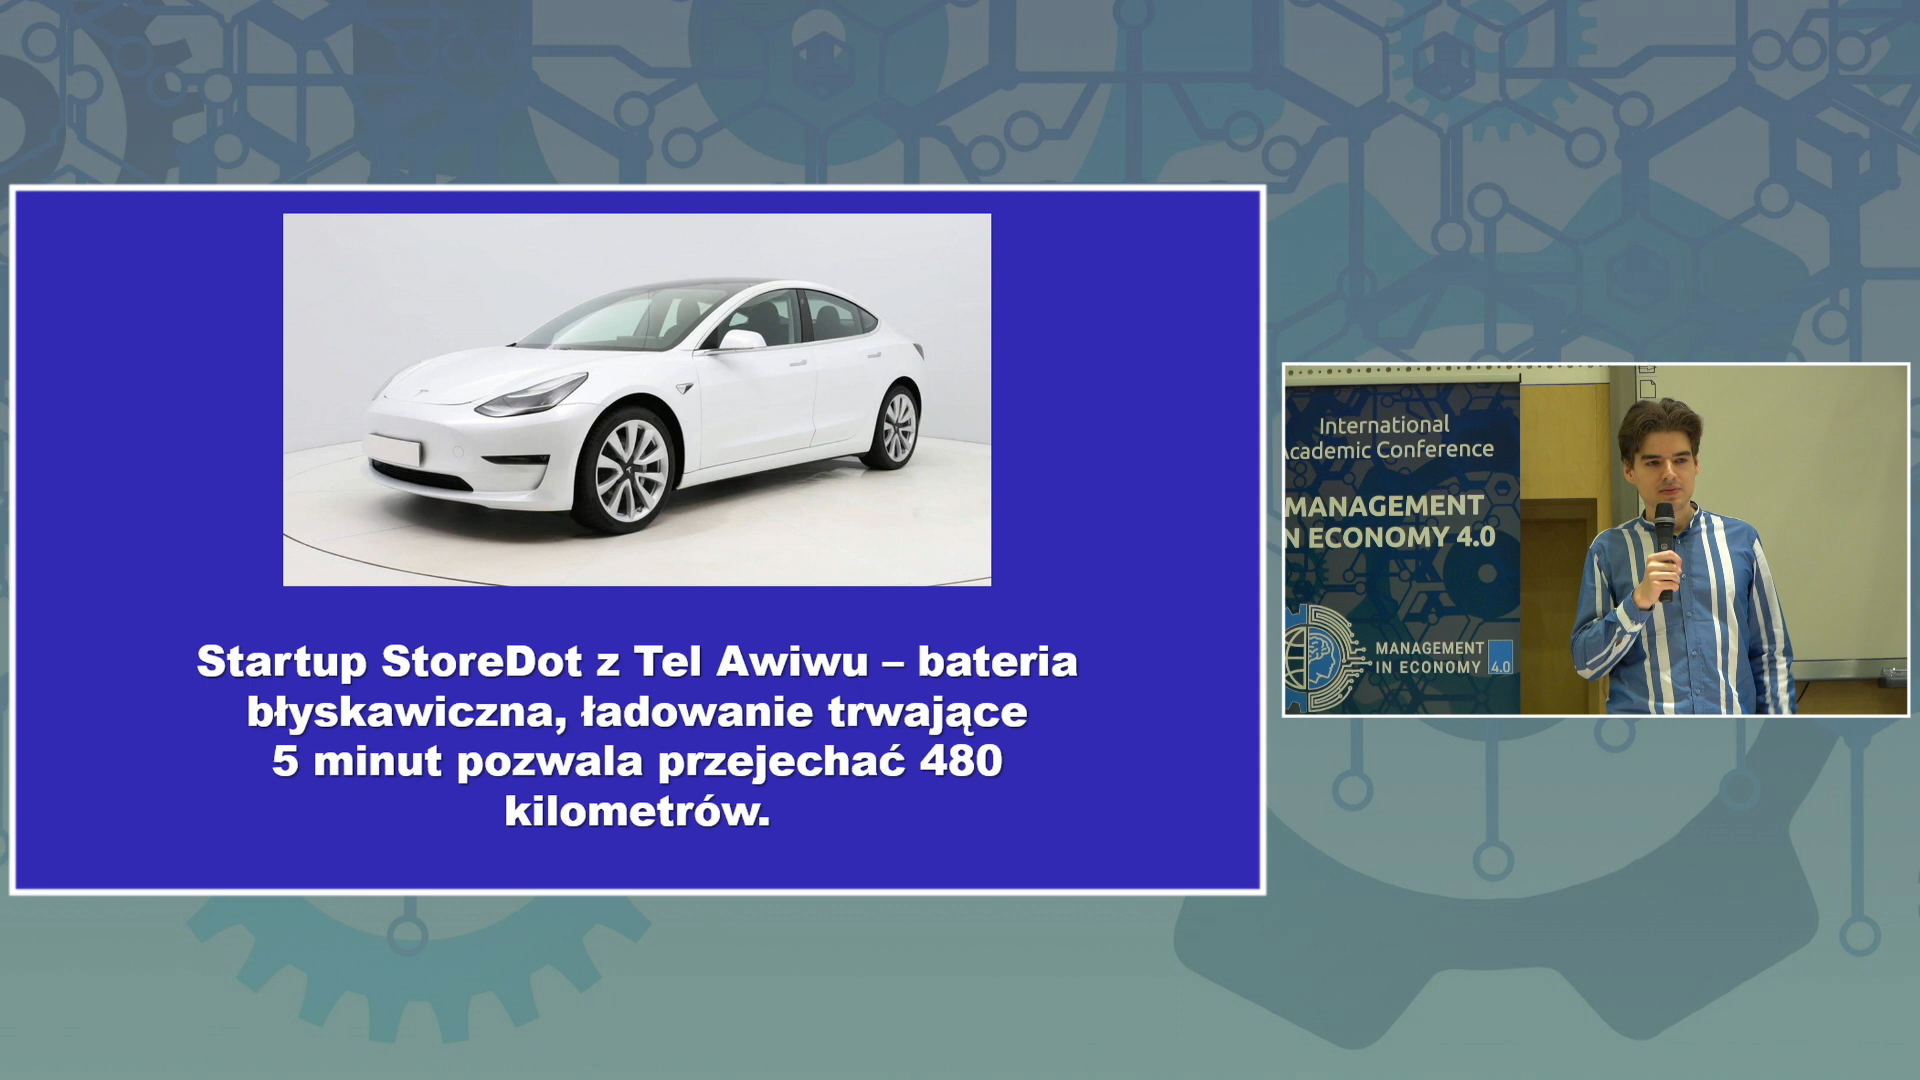 Startup StoreDot z Tel Awiwu – bateria
błyskawiczna, ładowanie trwające
5 minut pozwala przejechać 480
kilometrów.
International
Academic Conference
MANAGEMENT
IN ECONOMY 4.0
MANAGEMENT
IN ECONOMY 4.0